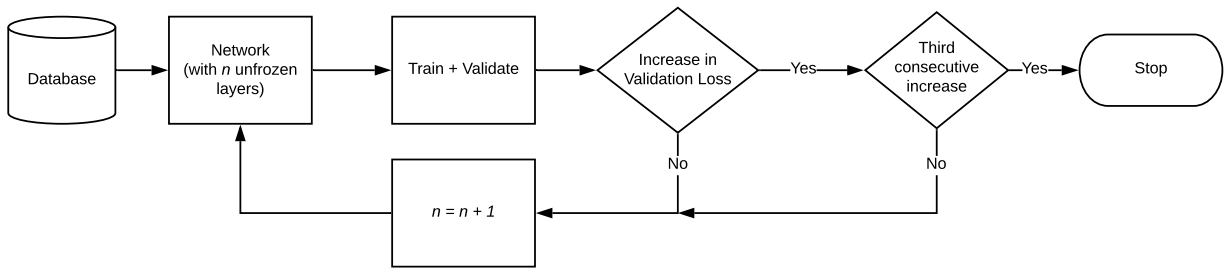 Database
Network
(with n unfrozen
layers)
Train + Validate
Increase in
Validation Loss
Yes
Third
consecutive
increase
Yes
Stop
No
No
n = n + 1